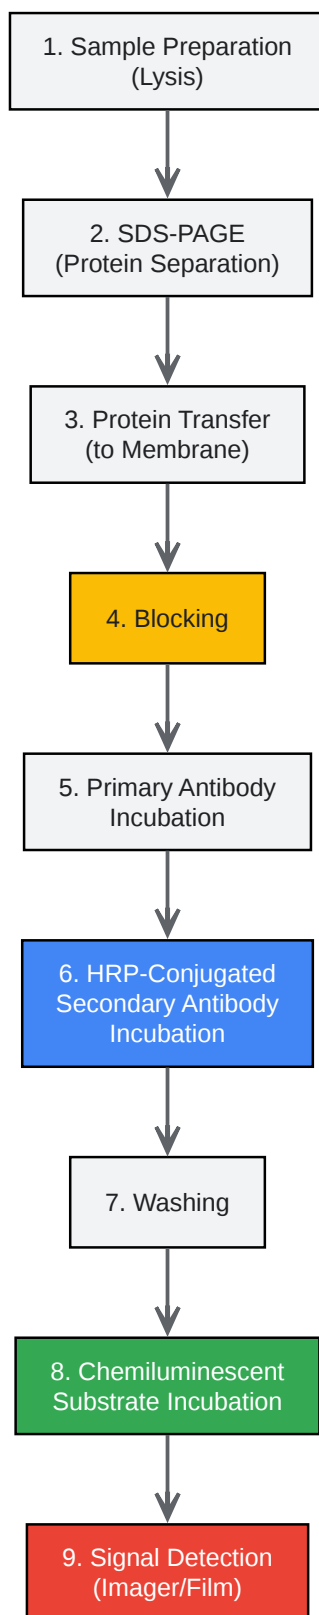 1. Sample Preparation
(Lysis)
2. SDS-PAGE
(Protein Separation)
3. Protein Transfer
(to Membrane)
4. Blocking
5. Primary Antibody
Incubation
6. HRP-Conjugated
Secondary Antibody
Incubation
7. Washing
8. Chemiluminescent
Substrate Incubation
9. Signal Detection
(Imager/Film)